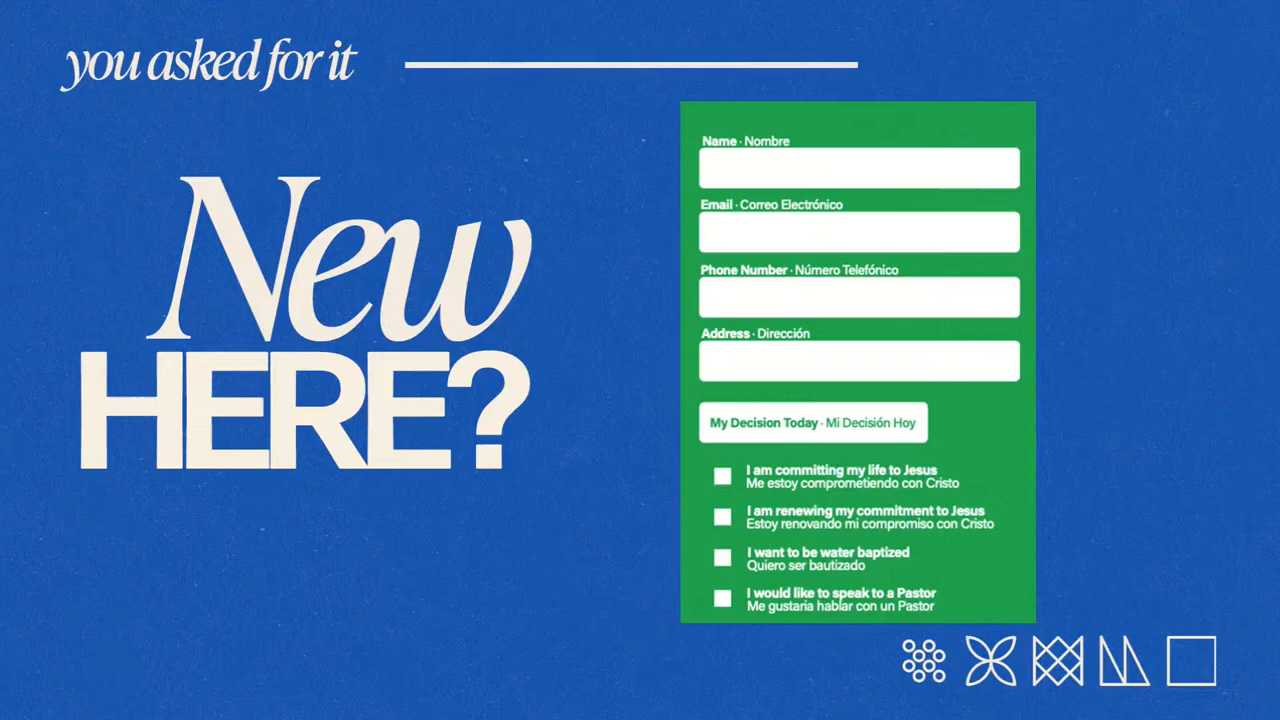 you asked for it
New
HERE?
Name · Nombre
Email · Correo Electrónico
Phone Number · Número Telefónico
Address · Dirección
My Decision Today · Mi Decisión Hoy
I am committing my life to Jesus
Me estoy comprometiendo con Cristo
I am renewing my commitment to Jesus
Estoy renovando mi compromiso con Cristo
I want to be water baptized
Quiero ser bautizado
I would like to speak to a Pastor
Me gustaria hablar con un Pastor